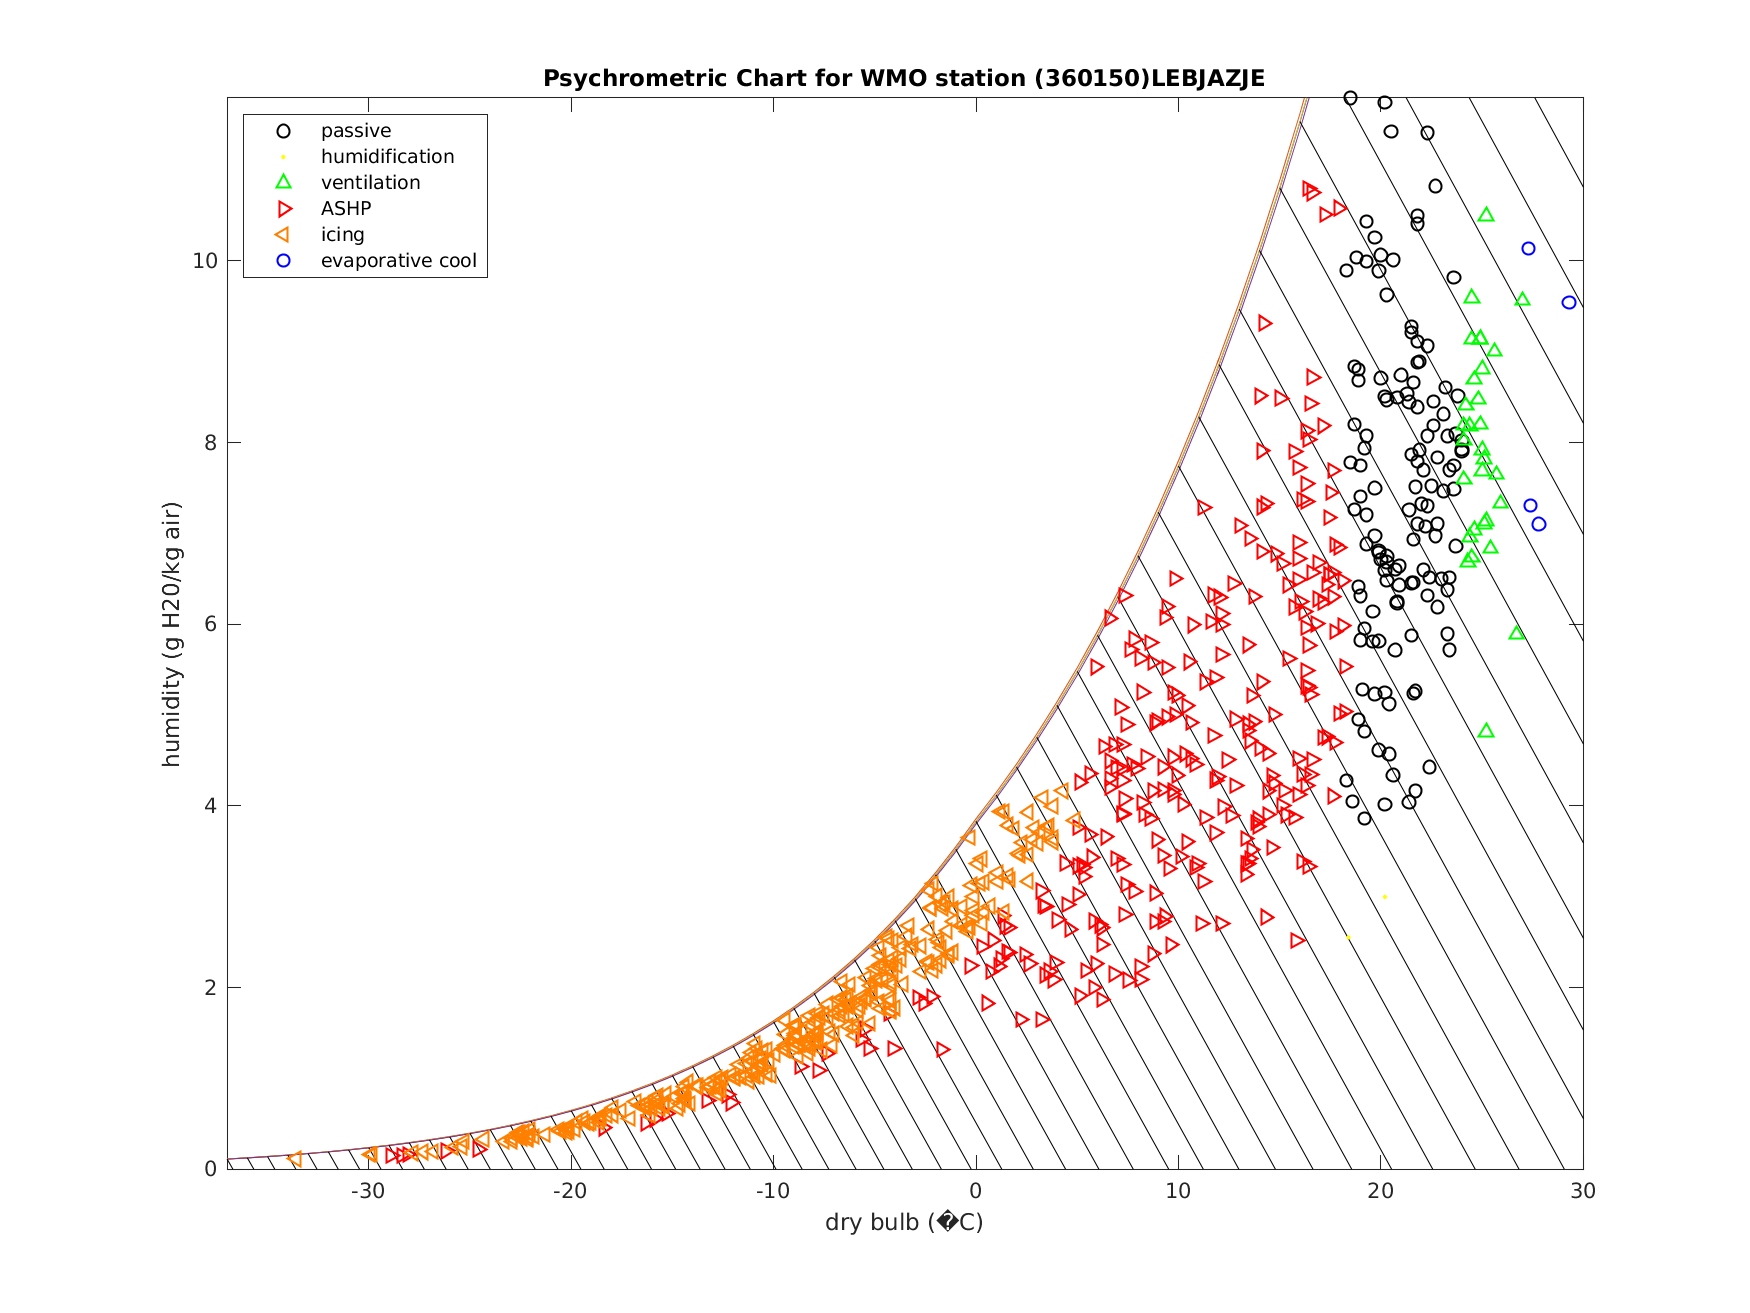 Psychrometric Chart for WMO station (360150)LEBJAZJE
passive
humidification
ventilation
ASHP
icing
evaporative cool
humidity (g H20/kg air)
10
8
6
4
2
0
-30 -20 -10 0 10 20 30
dry bulb (�C)